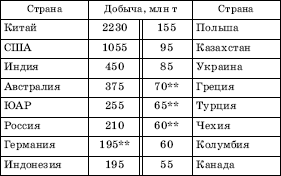 Страна Добыча, млн т Страна
Китай 2230 155 Польша
США 1055 95 Казахстан
Индия 450 85 Украина
Австралия 375 70** Греция
ЮАР 255 65** Турция
Россия 210 60** Чехия
Германия 195** 60 Колумбия
Индонезия 195 55 Канада